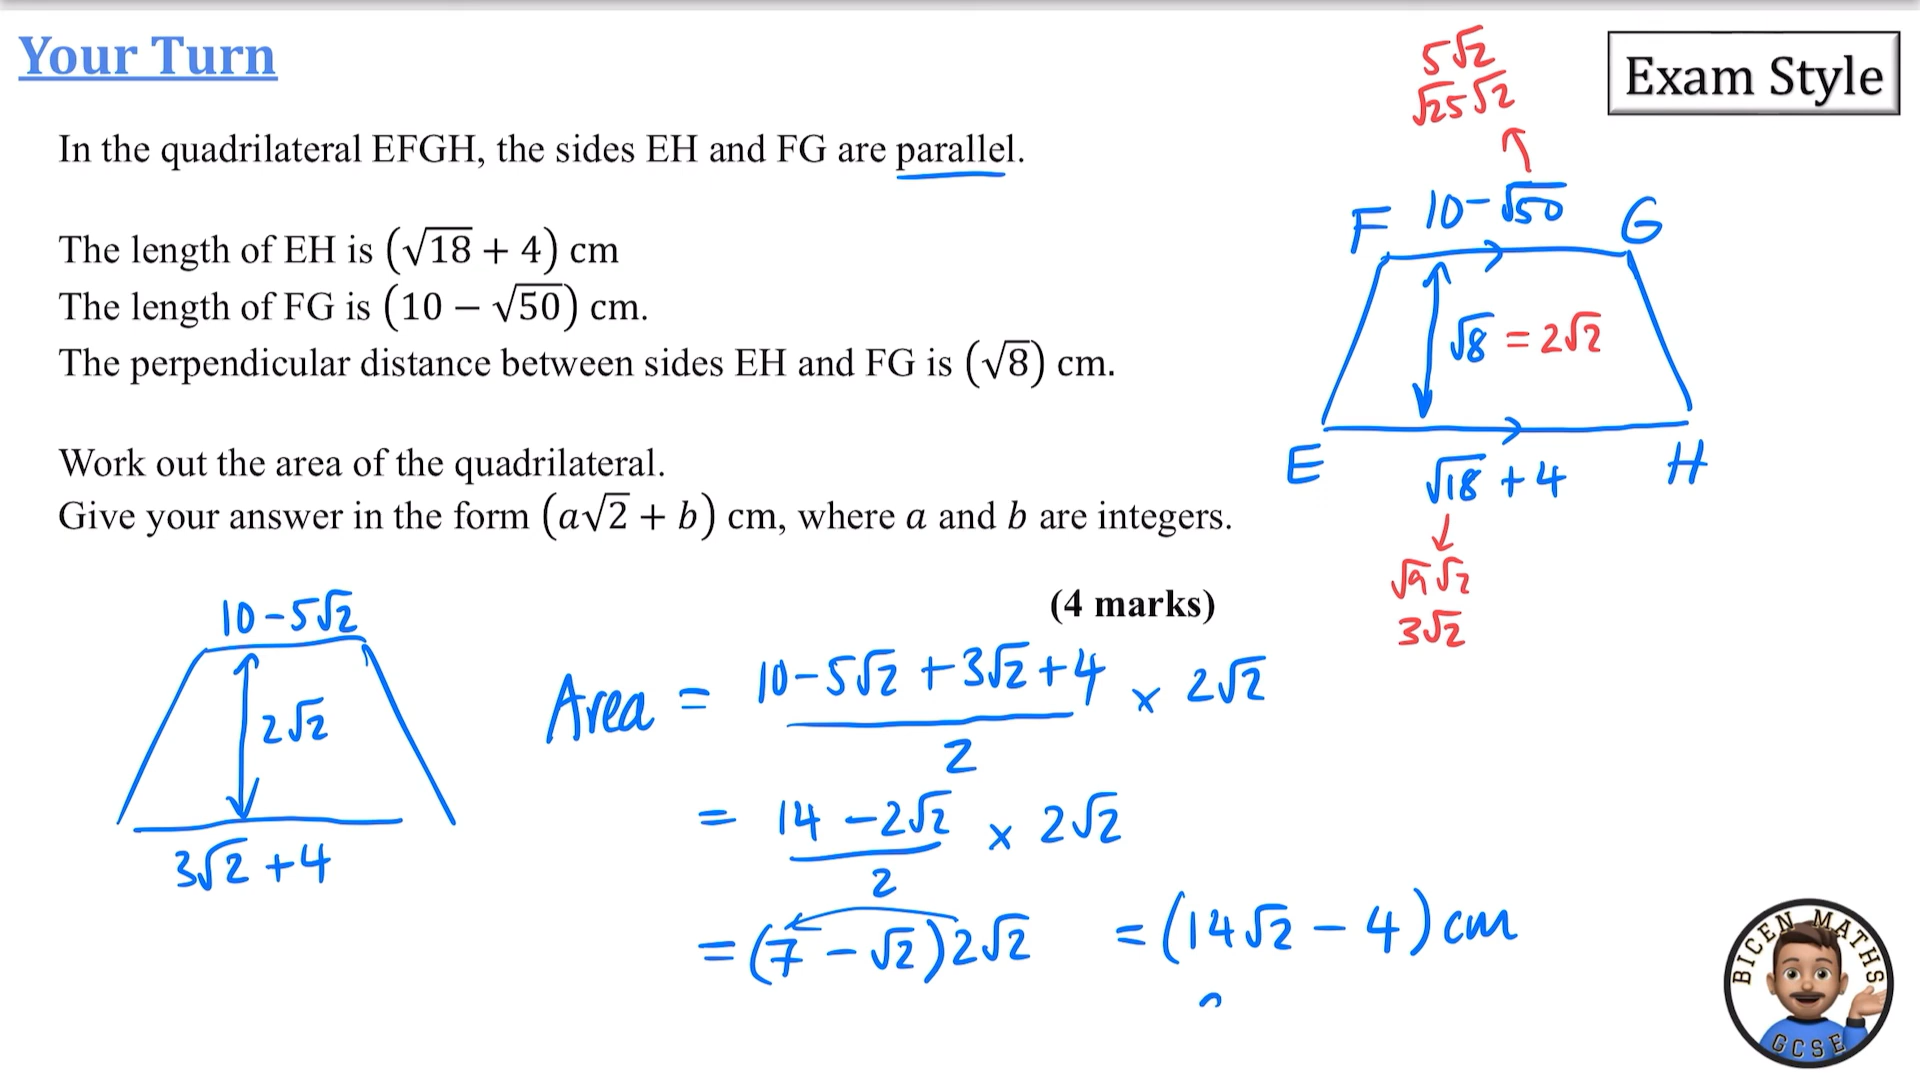 Your Turn
Exam Style
In the quadrilateral EFGH, the sides EH and FG are parallel.
The length of EH is (√18 + 4) cm
The length of FG is (10 − √50) cm.
The perpendicular distance between sides EH and FG is (√8) cm.
Work out the area of the quadrilateral.
Give your answer in the form (a√2 + b) cm, where a and b are integers.
(4 marks)
5√2
√25√2
F 10-√50 G
√8 = 2√2
E √18 + 4 H
√9√2
3√2
10-5√2
2√2
3√2 +4
Area = 10-5√2 +3√2+4 × 2√2
2
= 14 -2√2 × 2√2
2
= (7 - √2)2√2 = (14√2 - 4) cm
BICEN MATHS
GCSE